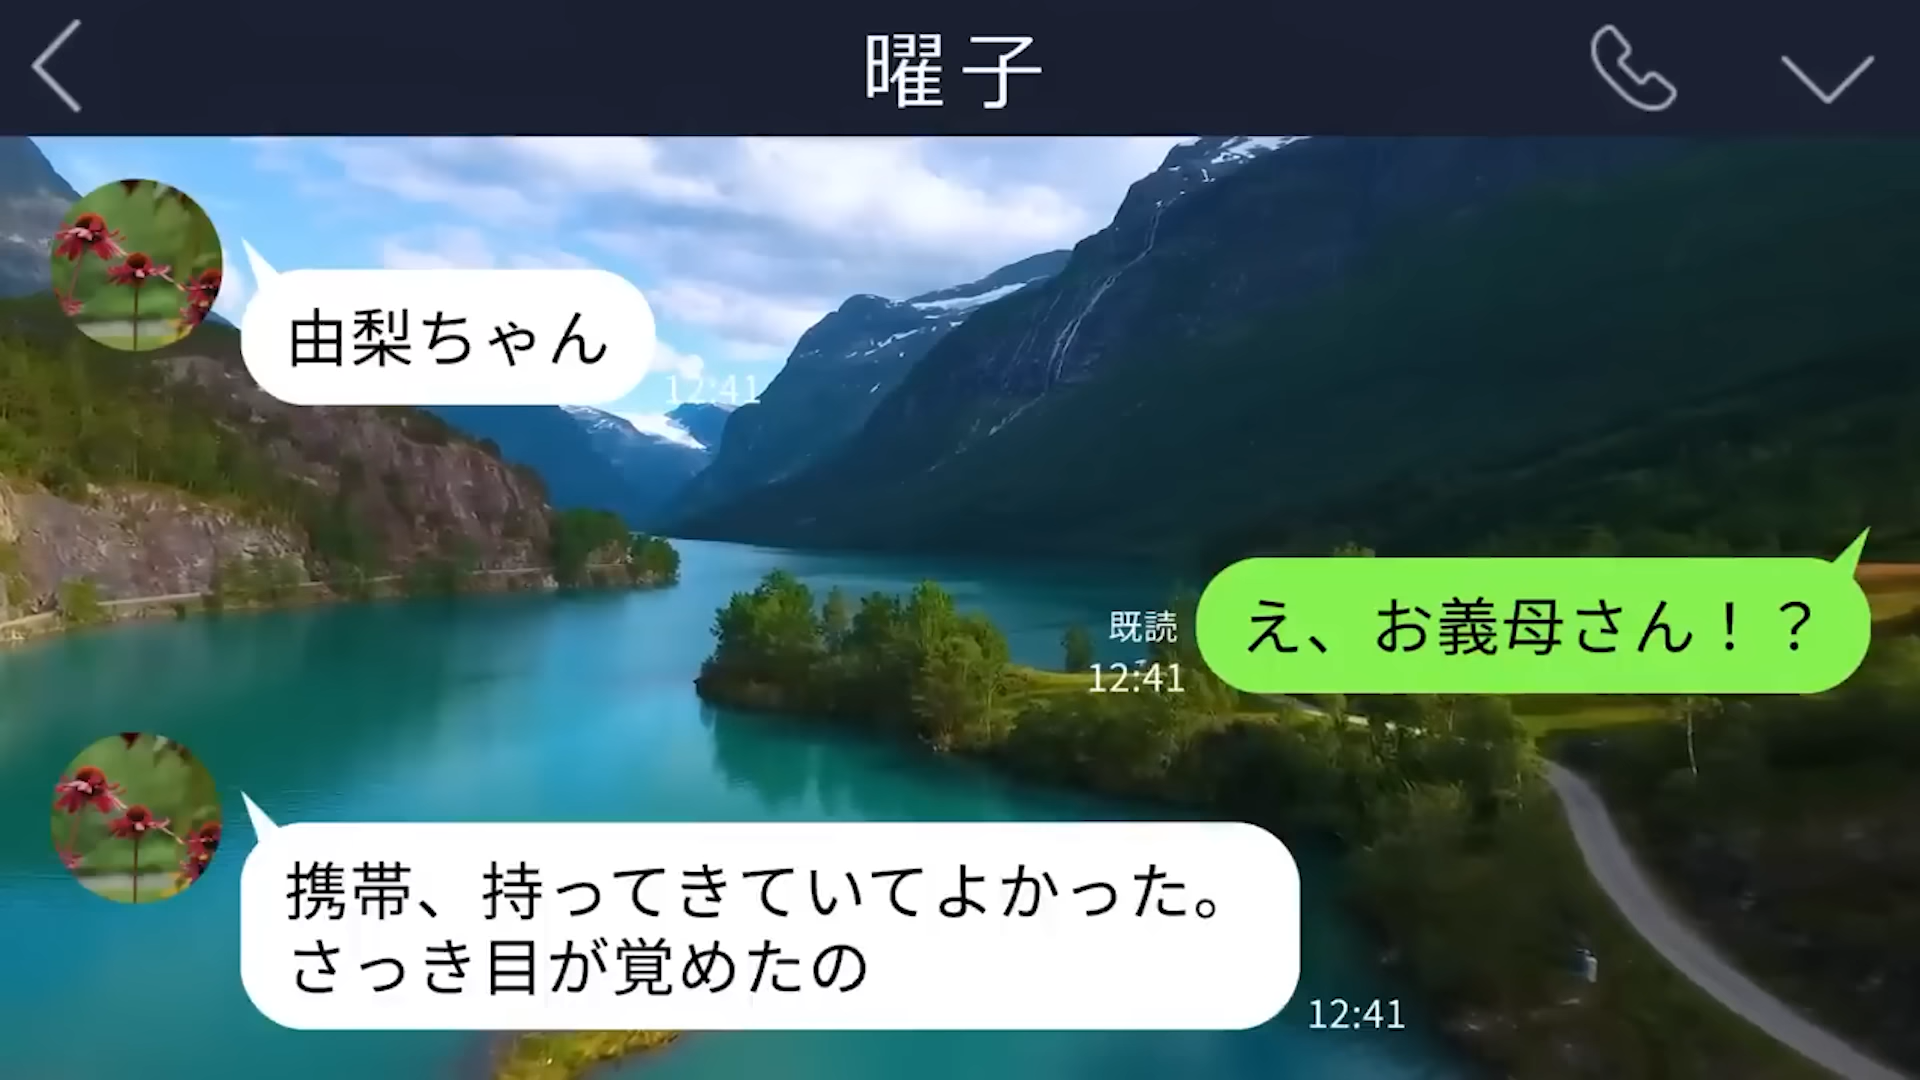 曜子
由梨ちゃん
12:41
え、お義母さん！？
既読
12:41
携帯、持ってきていてよかった。
さっき目が覚めたの
12:41